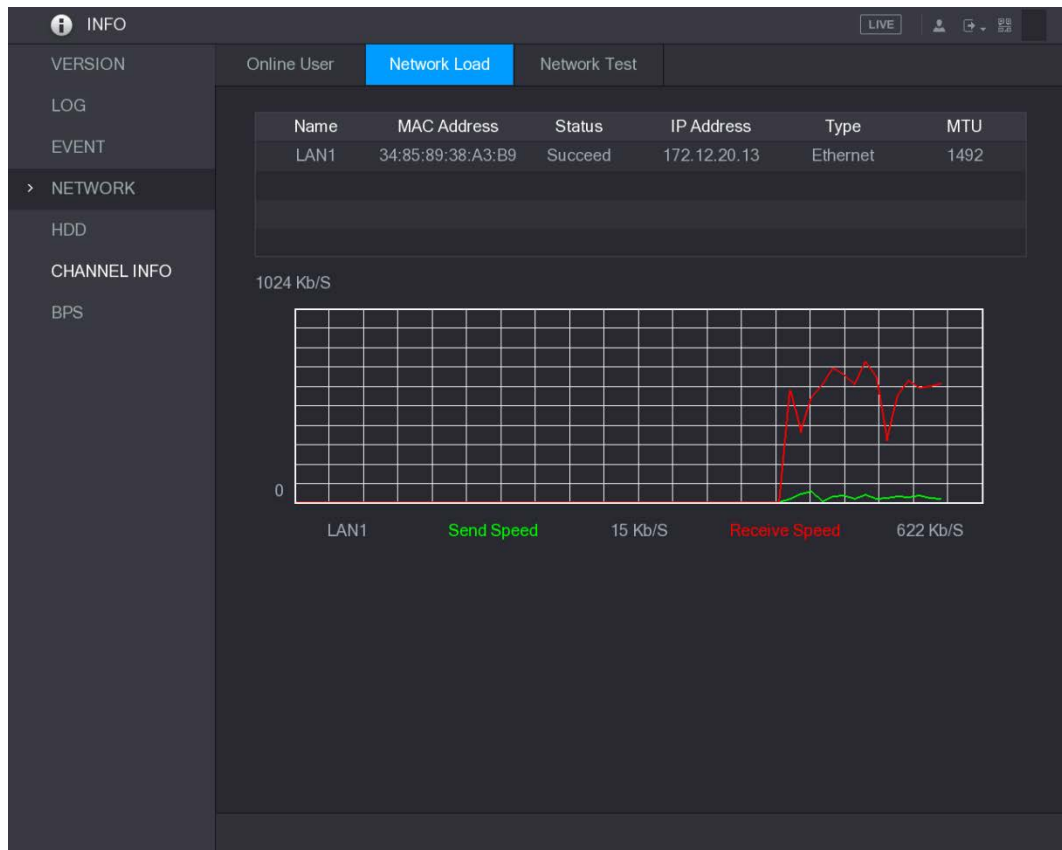 INFO LIVE
VERSION
LOG
EVENT
> NETWORK
HDD
CHANNEL INFO
BPS
Online User Network Load Network Test
Name MAC Address Status IP Address Type MTU
LAN1 34:85:89:38:A3:B9 Succeed 172.12.20.13 Ethernet 1492
1024 Kb/S
0
LAN1 Send Speed 15 Kb/S Receive Speed 622 Kb/S